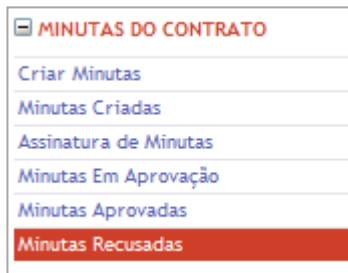 MINUTAS DO CONTRATO
Criar Minutas
Minutas Criadas
Assinatura de Minutas
Minutas Em Aprovação
Minutas Aprovadas
Minutas Recusadas